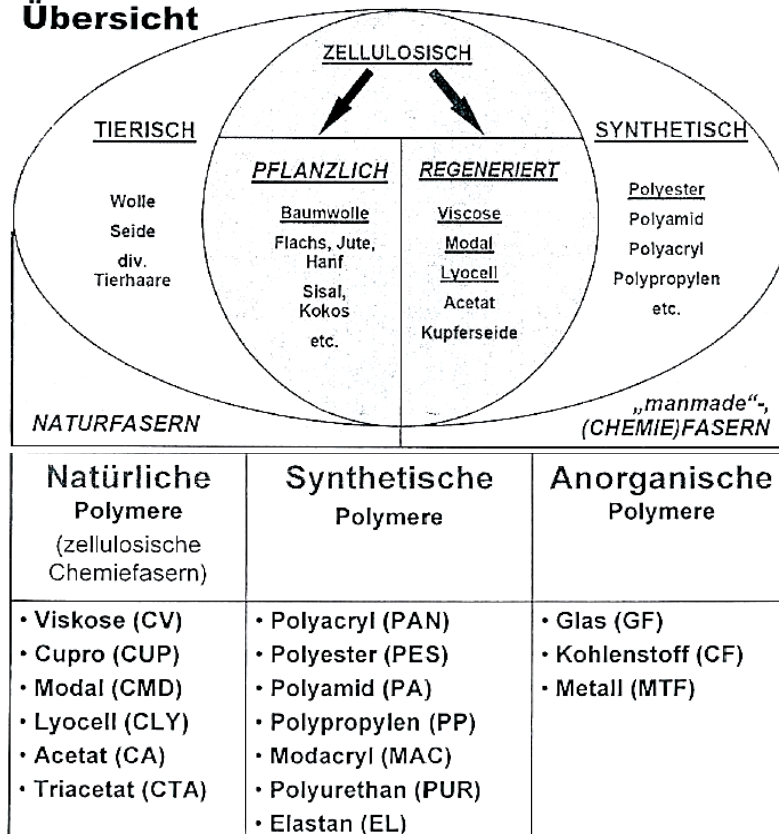 Übersicht
ZELLULOSISCH
TIERISCH
Wolle
Seide
div.
Tierhaare
PFLANZLICH
Baumwolle
Flachs, Jute,
Hanf
Sisal,
Kokos
etc.
REGENERIERT
Viscose
Modal
Lyocell
Acetat
Kupferseide
SYNTHETISCH
Polyester
Polyamid
Polyacryl
Polypropylen
etc.
NATURFASERN
„manmade“-,
(CHEMIE)FASERN
Natürliche
Polymere
(zellulosische
Chemiefasern)
• Viskose (CV)
• Cupro (CUP)
• Modal (CMD)
• Lyocell (CLY)
• Acetat (CA)
• Triacetat (CTA)
Synthetische
Polymere
• Polyacryl (PAN)
• Polyester (PES)
• Polyamid (PA)
• Polypropylen (PP)
• Modacryl (MAC)
• Polyurethan (PUR)
• Elastan (EL)
Anorganische
Polymere
• Glas (GF)
• Kohlenstoff (CF)
• Metall (MTF)